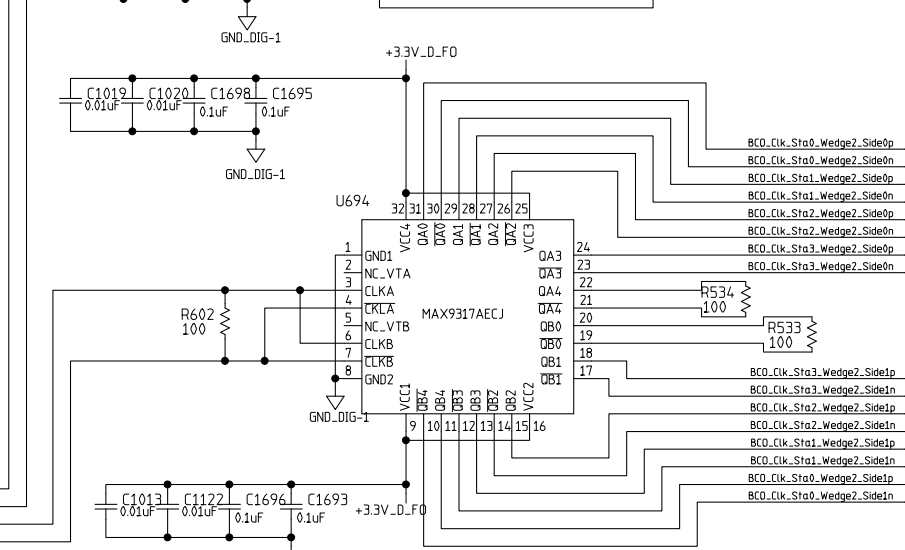 GND_DIG-1
+3.3V_D_F0
C1019 0.01uF
C1020 0.01uF
C1698 0.1uF
C1695 0.1uF
GND_DIG-1
BCO_Clk_Sta0_Wedge2_Side0p
BCO_Clk_Sta0_Wedge2_Side0n
BCO_Clk_Sta1_Wedge2_Side0p
BCO_Clk_Sta1_Wedge2_Side0n
BCO_Clk_Sta2_Wedge2_Side0p
BCO_Clk_Sta2_Wedge2_Side0n
BCO_Clk_Sta3_Wedge2_Side0p
BCO_Clk_Sta3_Wedge2_Side0n
U694
32 31 30 29 28 27 26 25
VCC4 QA0 QA0 QA1 QA1 QA2 QA2 VCC3
1 GND1
2 NC_VTA
3 CLKA
4 CKLA
5 NC_VTB
6 CLKB
7 CLKB
8 GND2
MAX9317AECJ
QA3 24
QA3 23
QA4 22
QA4 21
QB0 20
QB0 19
QB1 18
QB1 17
R602
100
R534
100
R533
100
VCC1 QB4 QB4 QB3 QB3 QB2 QB2 VCC2
9 10 11 12 13 14 15 16
GND_DIG-1
BCO_Clk_Sta3_Wedge2_Side1p
BCO_Clk_Sta3_Wedge2_Side1n
BCO_Clk_Sta2_Wedge2_Side1p
BCO_Clk_Sta2_Wedge2_Side1n
BCO_Clk_Sta1_Wedge2_Side1p
BCO_Clk_Sta1_Wedge2_Side1n
BCO_Clk_Sta0_Wedge2_Side1p
BCO_Clk_Sta0_Wedge2_Side1n
C1013 0.01uF
C1122 0.01uF
C1696 0.1uF
C1693 0.1uF
+3.3V_D_F0